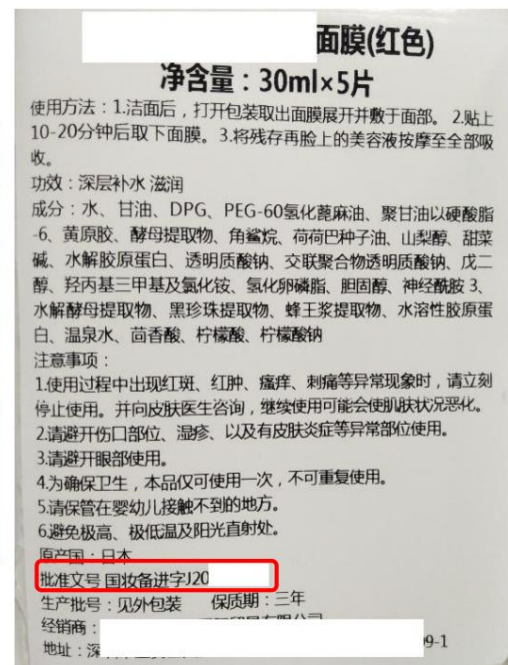 面膜(红色)
净含量：30ml×5片
使用方法：1.洁面后，打开包装取出面膜展开并敷于面部。 2.贴上
10-20分钟后取下面膜。3.将残存再脸上的美容液按摩至全部吸
收。
功效：深层补水 滋润
成分：水、甘油、DPG、PEG-60氢化蓖麻油、聚甘油以硬酸脂
-6、黄原胶、酵母提取物、角鲨烷、荷荷巴种子油、山梨醇、甜菜
碱、水解胶原蛋白、透明质酸钠、交联聚合物透明质酸钠、戊二
醇、羟丙基三甲基及氯化铵、氢化卵磷脂、胆固醇、神经酰胺 3、
水解酵母提取物、黑珍珠提取物、蜂王浆提取物、水溶性胶原蛋
白、温泉水、茴香酸、柠檬酸、柠檬酸钠
注意事项：
1.使用过程中出现红斑、红肿、瘙痒、刺痛等异常现象时，请立刻
停止使用。并向皮肤医生咨询，继续使用可能会使肌肤状况恶化。
2.请避开伤口部位、湿疹、以及有皮肤炎症等异常部位使用。
3.请避开眼部使用。
4.为确保卫生，本品仅可使用一次，不可重复使用。
5.请保管在婴幼儿接触不到的地方。
6.避免极高、极低温及阳光直射处。
原产国：日本
批准文号 国妆备进字J20
生产批号：见外包装 保质期：三年
经销商：
地址：深 09-1